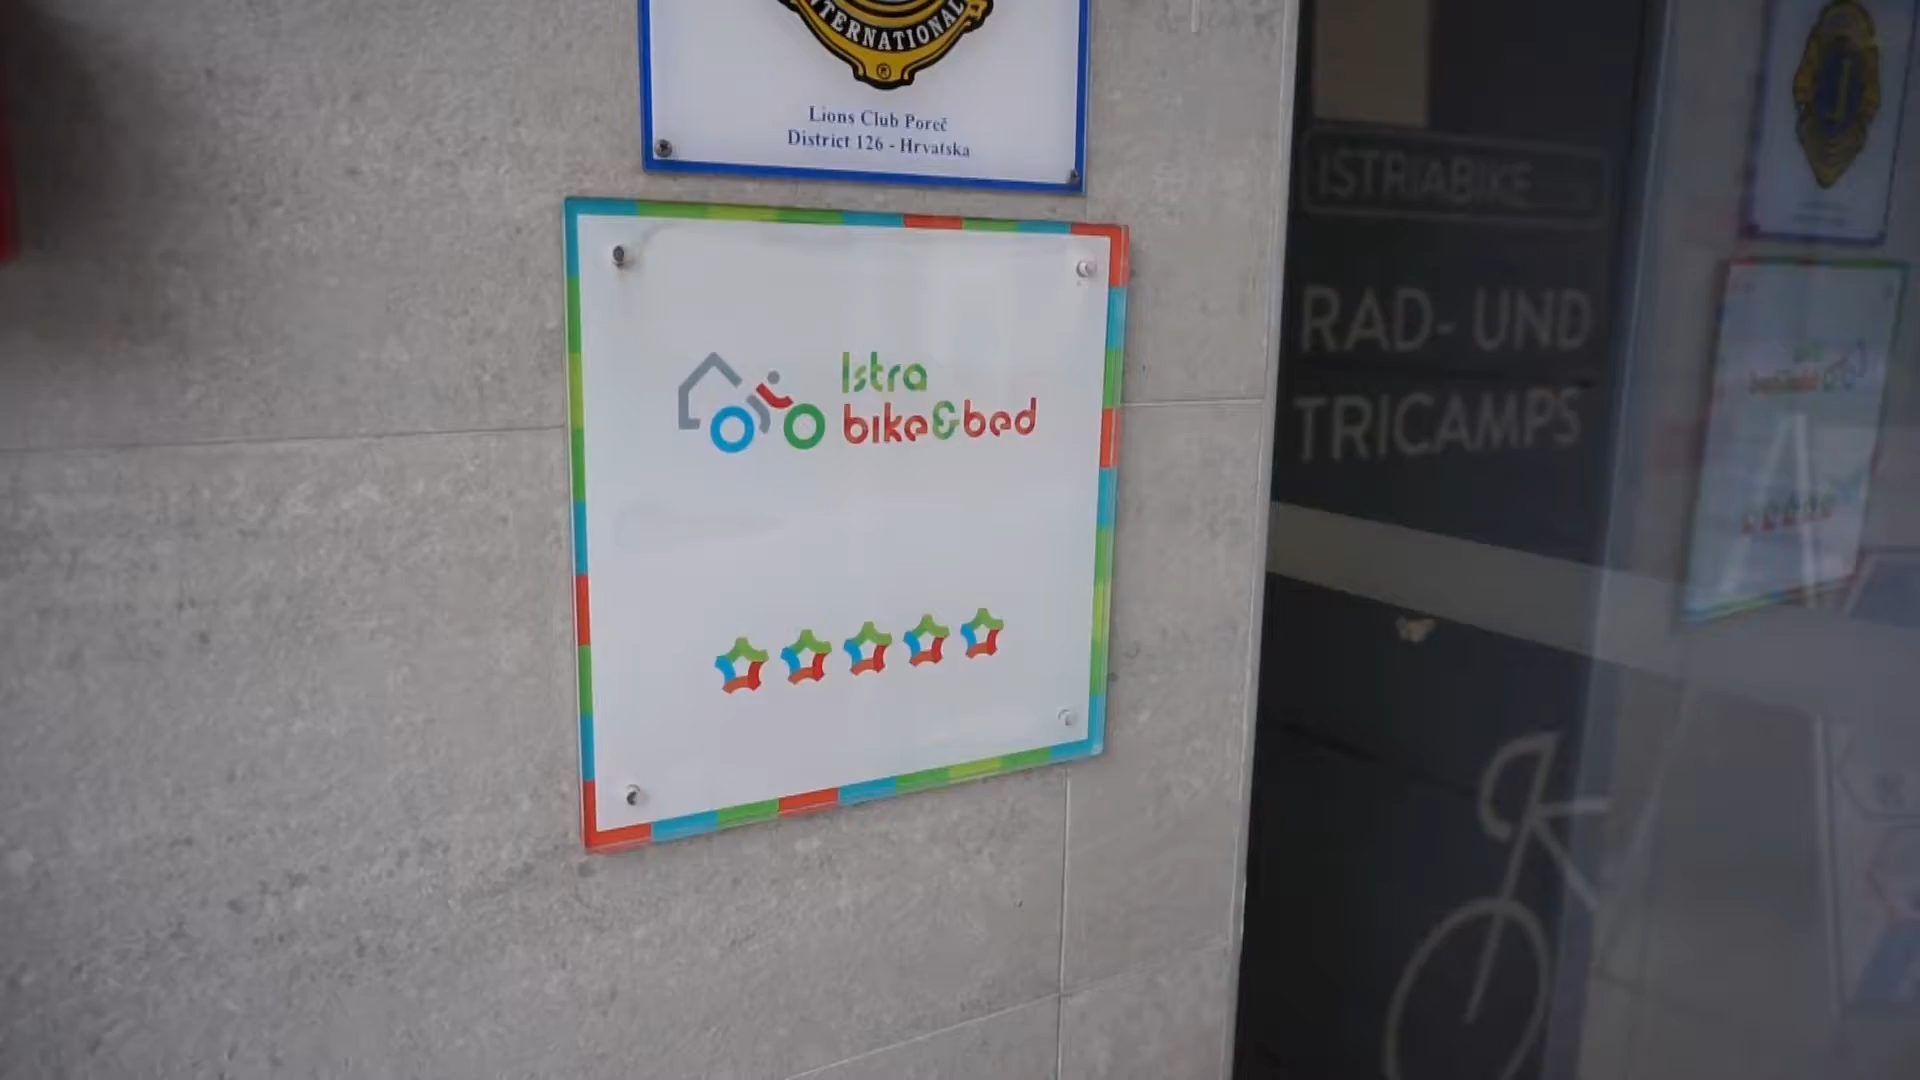 INTERNATIONAL
Lions Club Poreč
District 126 - Hrvatska
Istra
bike&bed
ISTRIABIKE
RAD- UND
TRICAMPS